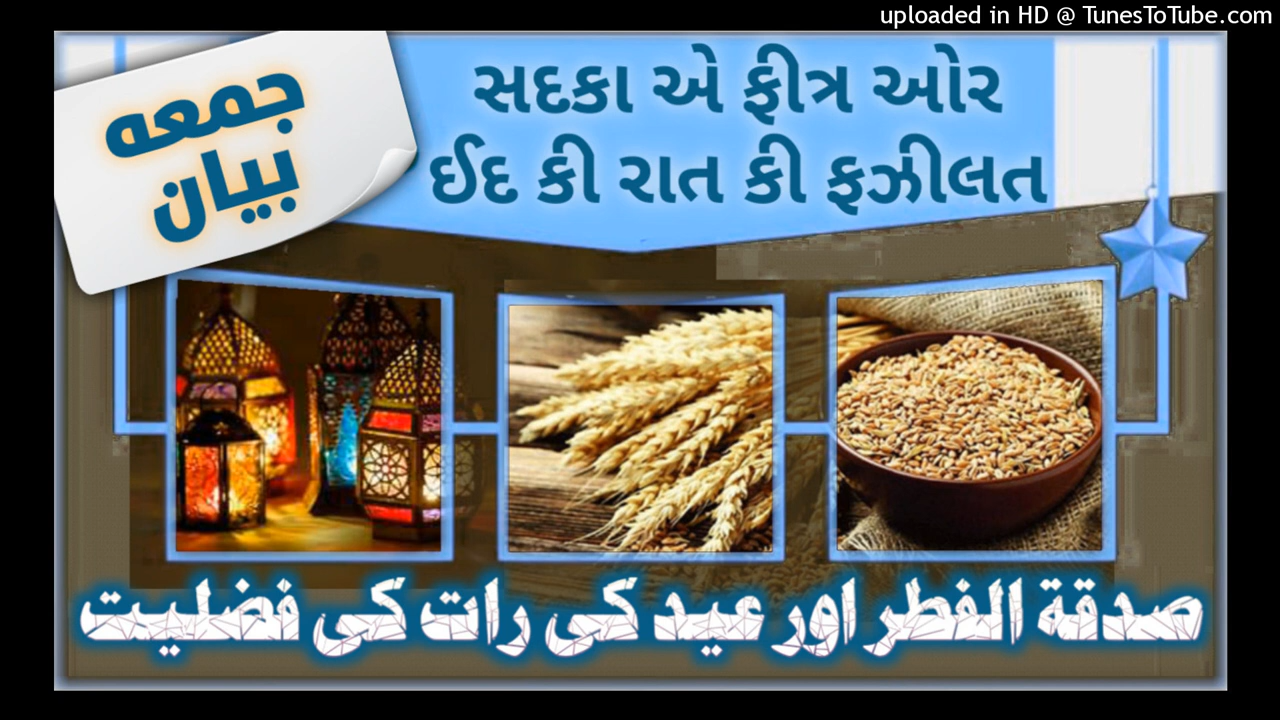 uploaded in HD @ TunesToTube.com
جمعه
بیان
સદકા એ ફીત્ર ઓર
ઈદ કી રાત કી ફઝીલત
صدقة الفطر اور عید کی رات کی فضلیت